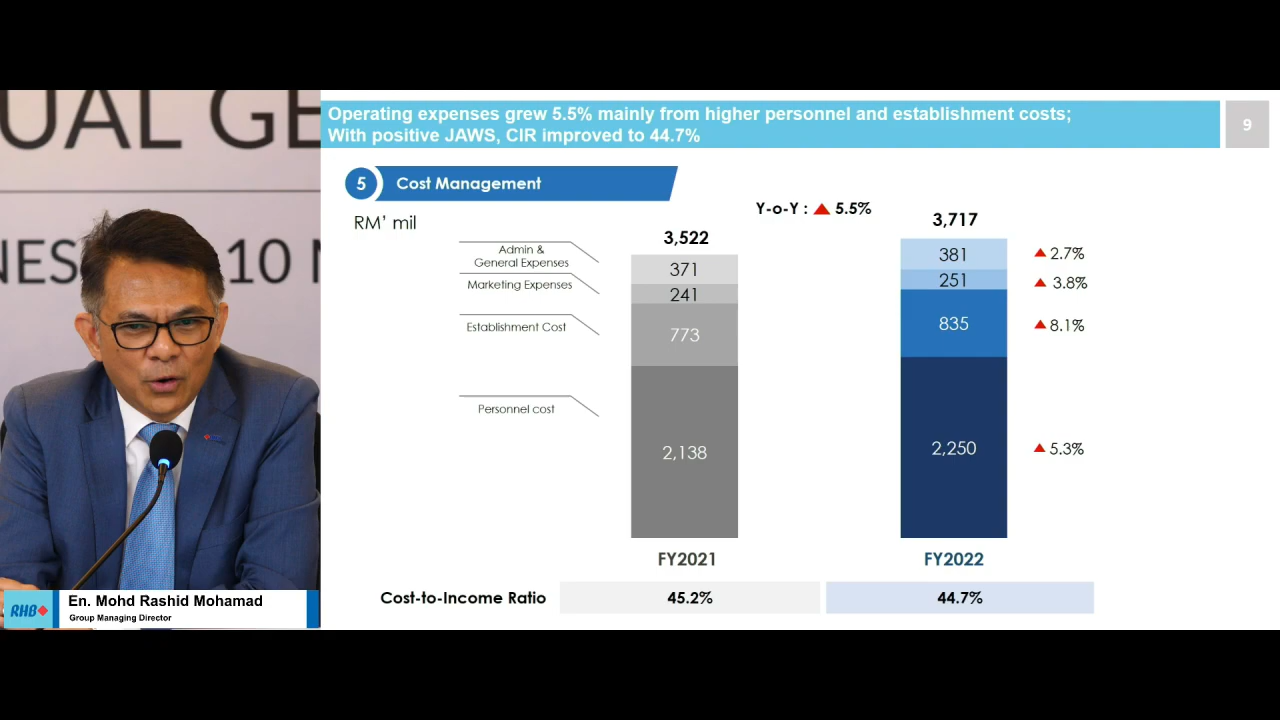 UAL GE
NES
10
RHB
En. Mohd Rashid Mohamad
Group Managing Director
Operating expenses grew 5.5% mainly from higher personnel and establishment costs;
With positive JAWS, CIR improved to 44.7%
9
5
Cost Management
RM' mil
Y-o-Y : ▲ 5.5%
3,522
3,717
Admin &
General Expenses
371
381
▲ 2.7%
Marketing Expenses
241
251
▲ 3.8%
Establishment Cost
773
835
▲ 8.1%
Personnel cost
2,138
2,250
▲ 5.3%
FY2021
FY2022
Cost-to-Income Ratio
45.2%
44.7%